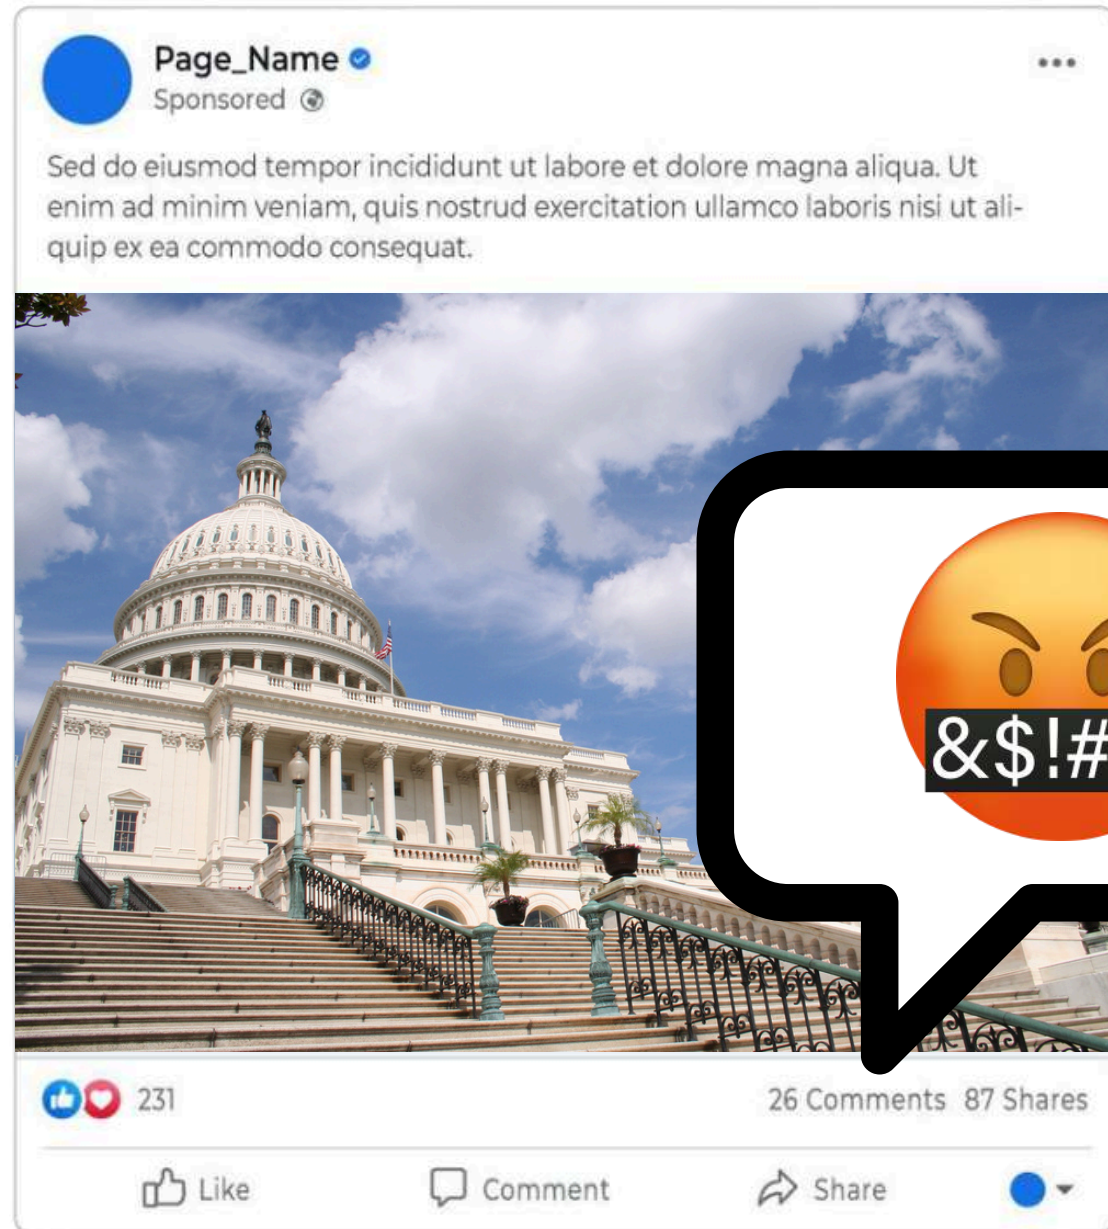 Page_Name
Sponsored
Sed do eiusmod tempor incididunt ut labore et dolore magna aliqua. Ut
enim ad minim veniam, quis nostrud exercitation ullamco laboris nisi ut ali-
quip ex ea commodo consequat.
&$!#
231
26 Comments 87 Shares
Like
Comment
Share